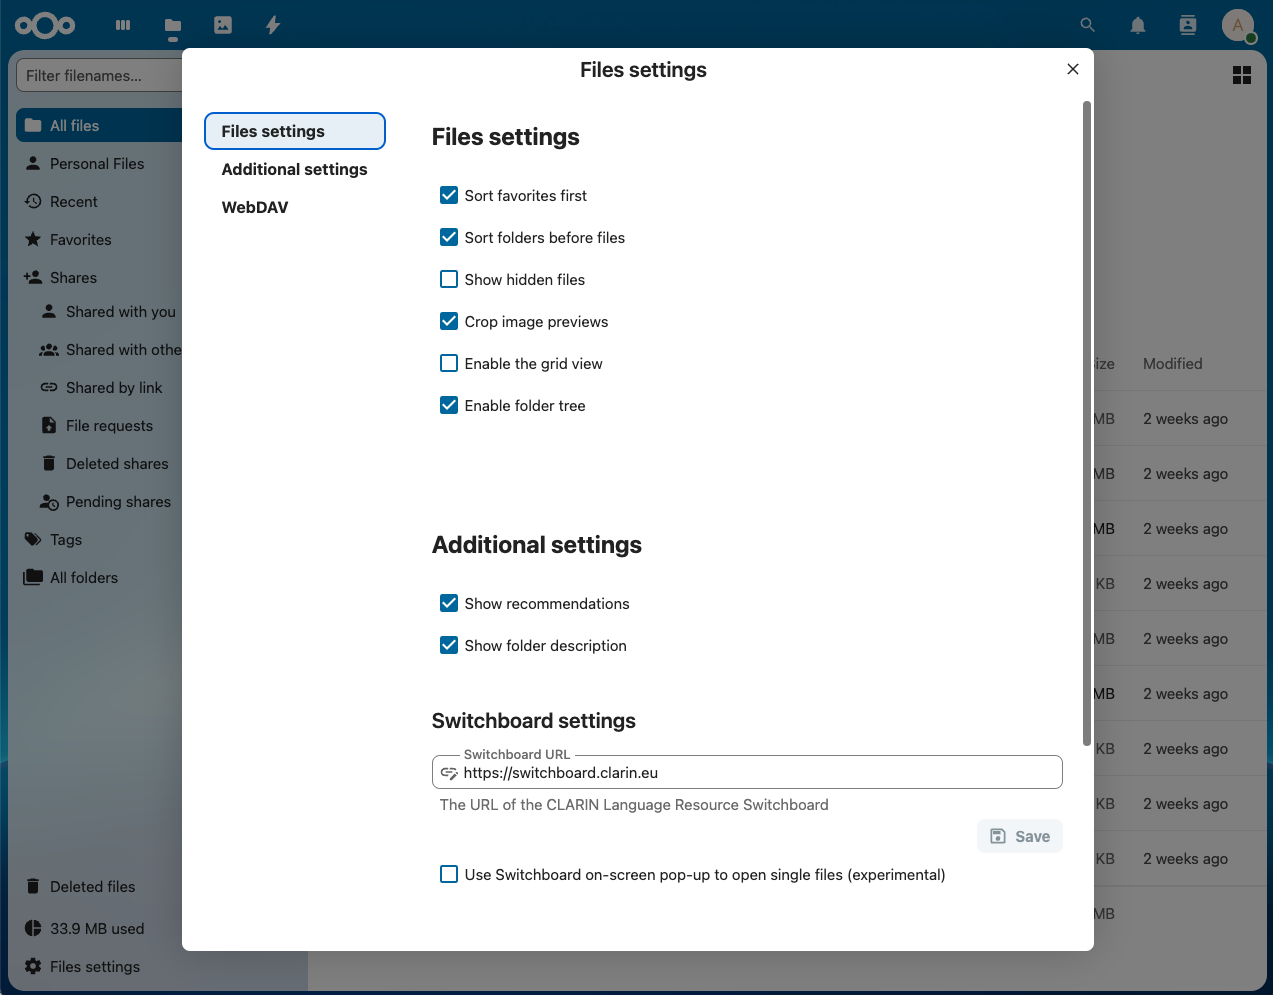 A
Filter filenames...
All files
Personal Files
Recent
Favorites
Shares
Shared with you
Shared with othe
Shared by link
File requests
Deleted shares
Pending shares
Tags
All folders
Deleted files
33.9 MB used
Files settings
Files settings
Files settings
Additional settings
WebDAV
Files settings
Sort favorites first
Sort folders before files
Show hidden files
Crop image previews
Enable the grid view
Enable folder tree
Additional settings
Show recommendations
Show folder description
Switchboard settings
Switchboard URL
https://switchboard.clarin.eu
The URL of the CLARIN Language Resource Switchboard
Save
Use Switchboard on-screen pop-up to open single files (experimental)
ize Modified
MB 2 weeks ago
MB 2 weeks ago
MB 2 weeks ago
KB 2 weeks ago
MB 2 weeks ago
MB 2 weeks ago
KB 2 weeks ago
KB 2 weeks ago
KB 2 weeks ago
MB